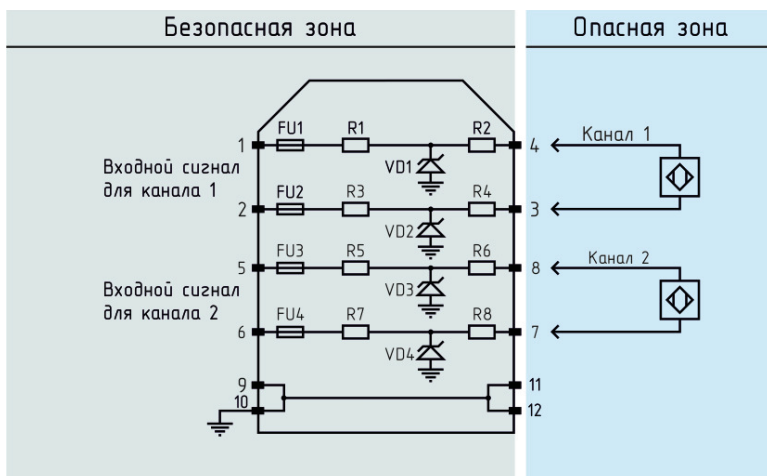 Безопасная зона
Опасная зона
FU1 R1 R2
1 4 Канал 1
VD1
Входной сигнал
для канала 1
FU2 R3 R4
2 3
VD2
FU3 R5 R6
5 8 Канал 2
VD3
Входной сигнал
для канала 2
FU4 R7 R8
6 7
VD4
9 11
10 12